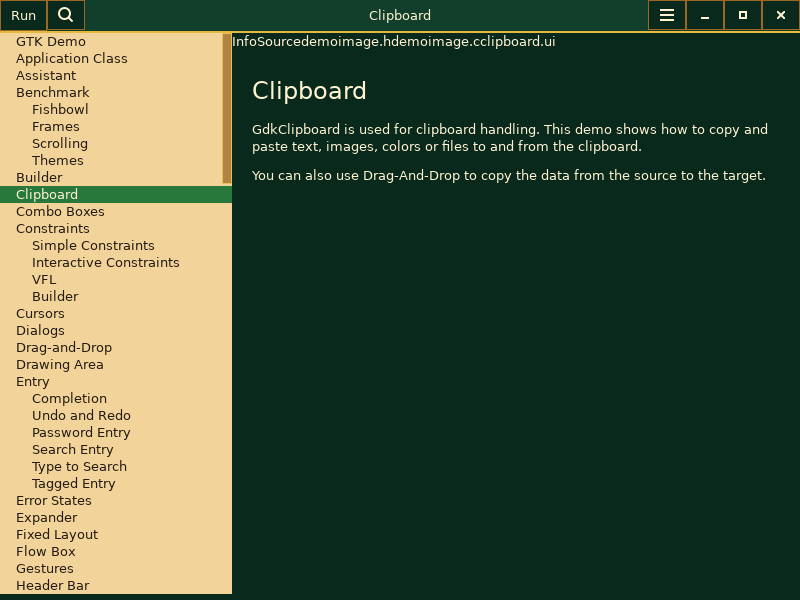 Run
Clipboard
GTK Demo
Application Class
Assistant
Benchmark
Fishbowl
Frames
Scrolling
Themes
Builder
Clipboard
Combo Boxes
Constraints
Simple Constraints
Interactive Constraints
VFL
Builder
Cursors
Dialogs
Drag-and-Drop
Drawing Area
Entry
Completion
Undo and Redo
Password Entry
Search Entry
Type to Search
Tagged Entry
Error States
Expander
Fixed Layout
Flow Box
Gestures
Header Bar
InfoSourcedemoimage.hdemoimage.cclipboard.ui
Clipboard
GdkClipboard is used for clipboard handling. This demo shows how to copy and
paste text, images, colors or files to and from the clipboard.
You can also use Drag-And-Drop to copy the data from the source to the target.